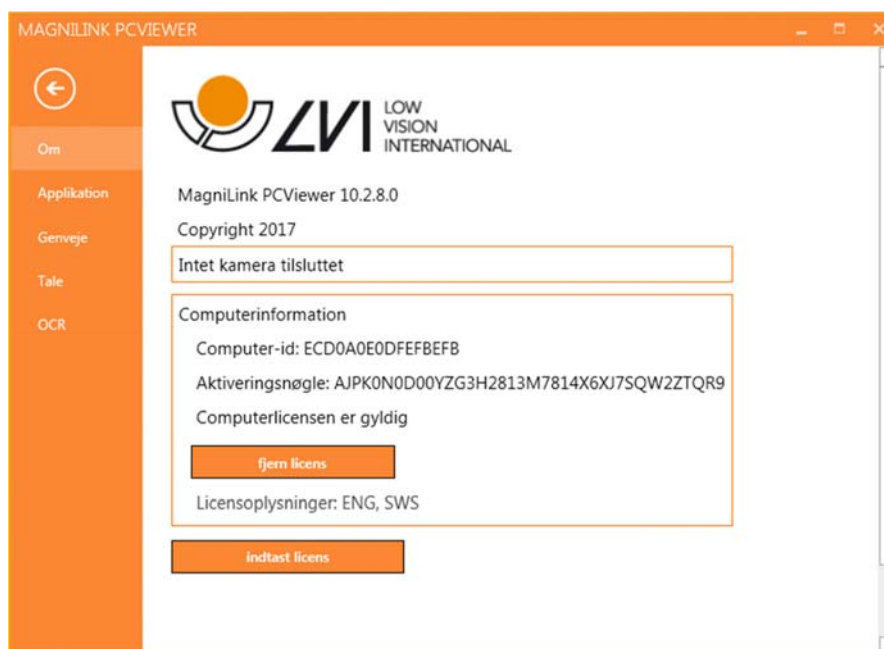 MAGNILINK PCVIEWER
Om
Applikation
Genveje
Tale
OCR
LVI
LOW
VISION
INTERNATIONAL
MagniLink PCViewer 10.2.8.0
Copyright 2017
Intet kamera tilsluttet
Computerinformation
Computer-id: ECD0A0E0DFEFBEFB
Aktiveringsnøgle: AJPK0N0D00YZG3H2813M7814X6XJ7SQW2ZTQR9
Computerlicensen er gyldig
fjern licens
Licensoplysninger: ENG, SWS
indtast licens